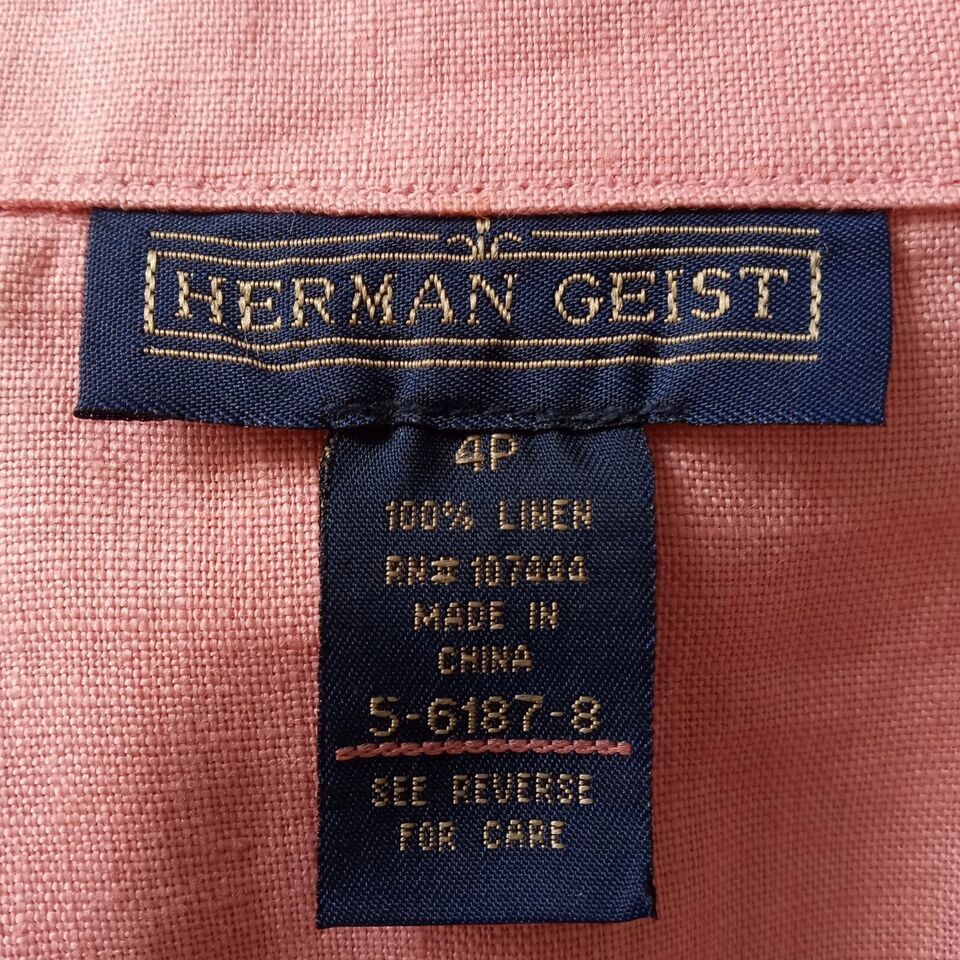 HERMAN GEIST
4P
100% LINEN
RN# 107444
MADE IN
CHINA
5-6187-8
SEE REVERSE
FOR CARE